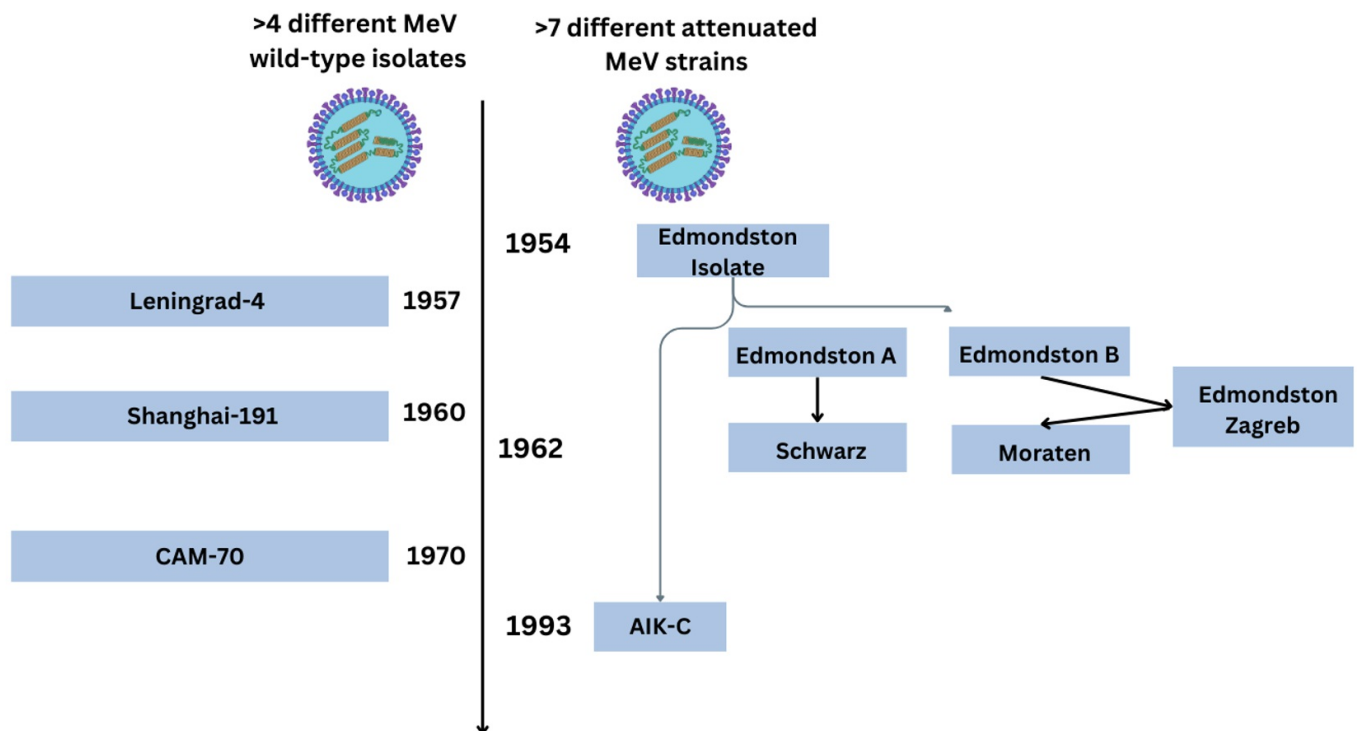 >4 different MeV
wild-type isolates
>7 different attenuated
MeV strains
1954
Edmondston
Isolate
Leningrad-4
1957
Edmondston A
Edmondston B
Edmondston
Zagreb
Shanghai-191
1960
1962
Schwarz
Moraten
CAM-70
1970
1993
AIK-C